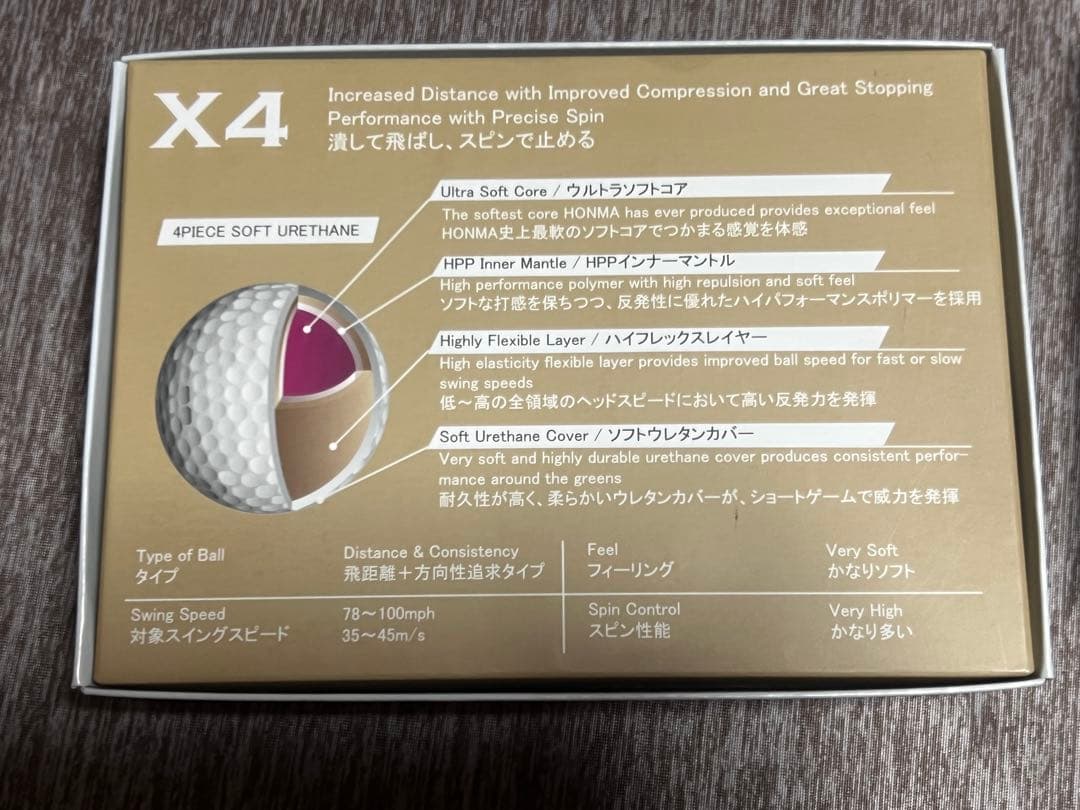 X4
Increased Distance with Improved Compression and Great Stopping
Performance with Precise Spin
潰して飛ばし、スピンで止める
4PIECE SOFT URETHANE
Ultra Soft Core / ウルトラソフトコア
The softest core HONMA has ever produced provides exceptional feel
HONMA史上最軟のソフトコアでつかまる感覚を体感
HPP Inner Mantle / HPPインナーマントル
High performance polymer with high repulsion and soft feel
ソフトな打感を保ちつつ、反発性に優れたハイパフォーマンスポリマーを採用
Highly Flexible Layer / ハイフレックスレイヤー
High elasticity flexible layer provides improved ball speed for fast or slow
swing speeds
低～高の全領域のヘッドスピードにおいて高い反発力を発揮
Soft Urethane Cover / ソフトウレタンカバー
Very soft and highly durable urethane cover produces consistent perfor-
mance around the greens
耐久性が高く、柔らかいウレタンカバーが、ショートゲームで威力を発揮
Type of Ball Distance & Consistency
タイプ 飛距離＋方向性追求タイプ
Feel Very Soft
フィーリング かなりソフト
Swing Speed 78～100mph
対象スイングスピード 35～45m/s
Spin Control Very High
スピン性能 かなり多い